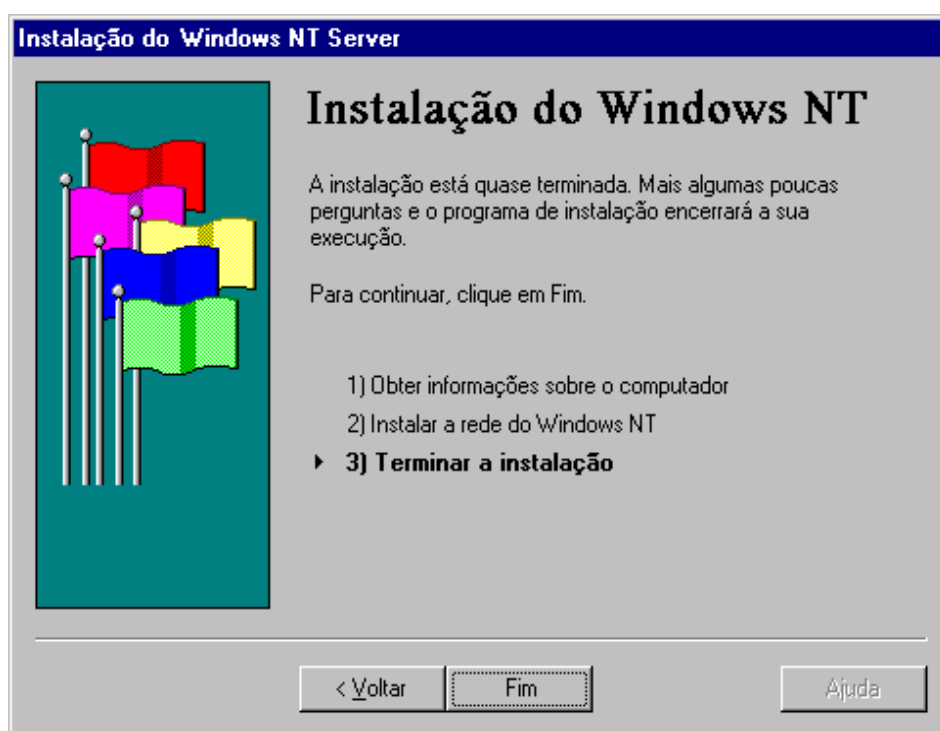 Instalação do Windows NT Server
Instalação do Windows NT
A instalação está quase terminada. Mais algumas poucas
perguntas e o programa de instalação encerrará a sua
execução.
Para continuar, clique em Fim.
1) Obter informações sobre o computador
2) Instalar a rede do Windows NT
3) Terminar a instalação
< Voltar
Fim
Ajuda